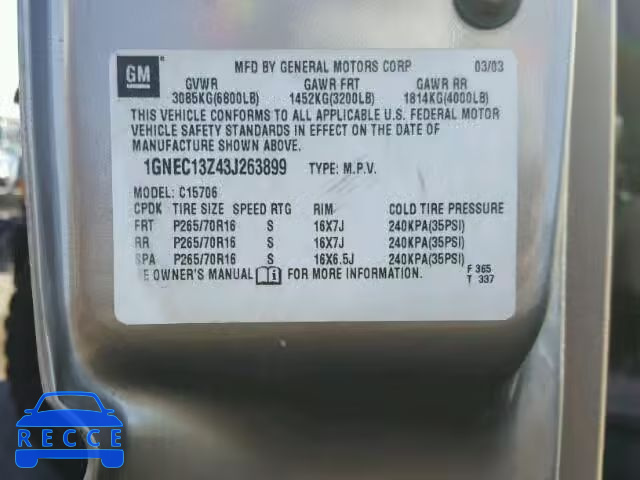 GM
MFD BY GENERAL MOTORS CORP 03/03
GVWR GAWR FRT GAWR RR
3085KG(6800LB) 1452KG(3200LB) 1814KG(4000LB)
THIS VEHICLE CONFORMS TO ALL APPLICABLE U.S. FEDERAL MOTOR
VEHICLE SAFETY STANDARDS IN EFFECT ON THE DATE OF
MANUFACTURE SHOWN ABOVE.
1GNEC13Z43J263899 TYPE: M.P.V.
MODEL: C15706
CPDK TIRE SIZE SPEED RTG RIM COLD TIRE PRESSURE
FRT P265/70R16 S 16X7J 240KPA(35PSI)
RR P265/70R16 S 16X7J 240KPA(35PSI)
SPA P265/70R16 S 16X6.5J 240KPA(35PSI)
E OWNER'S MANUAL FOR MORE INFORMATION. F 365
T 337
RECCE